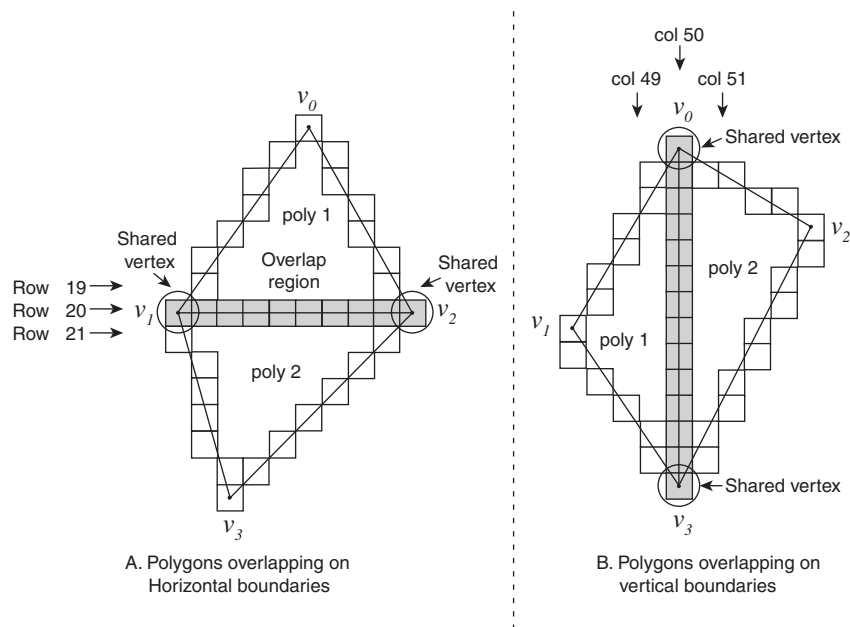 v0
poly 1
Shared
vertex
Overlap
region
Shared
vertex
Row 19
Row 20
Row 21
v1
v2
poly 2
v3
A. Polygons overlapping on
Horizontal boundaries
col 50
col 49
col 51
v0
Shared vertex
v2
poly 2
v1
poly 1
Shared vertex
v3
B. Polygons overlapping on
vertical boundaries